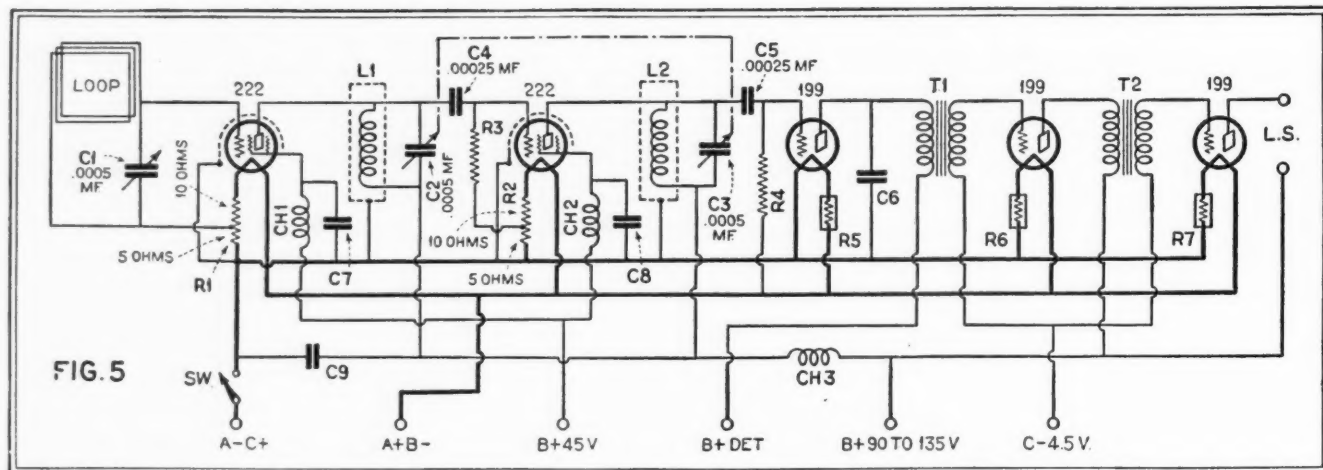 LOOP
C1
.0005
MF
10 OHMS
5 OHMS
R1
222
CH1
C7
L1
C2
.0005 MF
C4
.00025 MF
R3
222
R2
10 OHMS
5 OHMS
CH2
C8
L2
C3
.0005
MF
C5
.00025 MF
R4
199
R5
C6
T1
199
R6
T2
199
R7
L.S.
FIG. 5
SW.
C9
CH3
A-C+
A+B-
B+45 V
B+DET
B+90 TO 135 V
C-4.5 V.